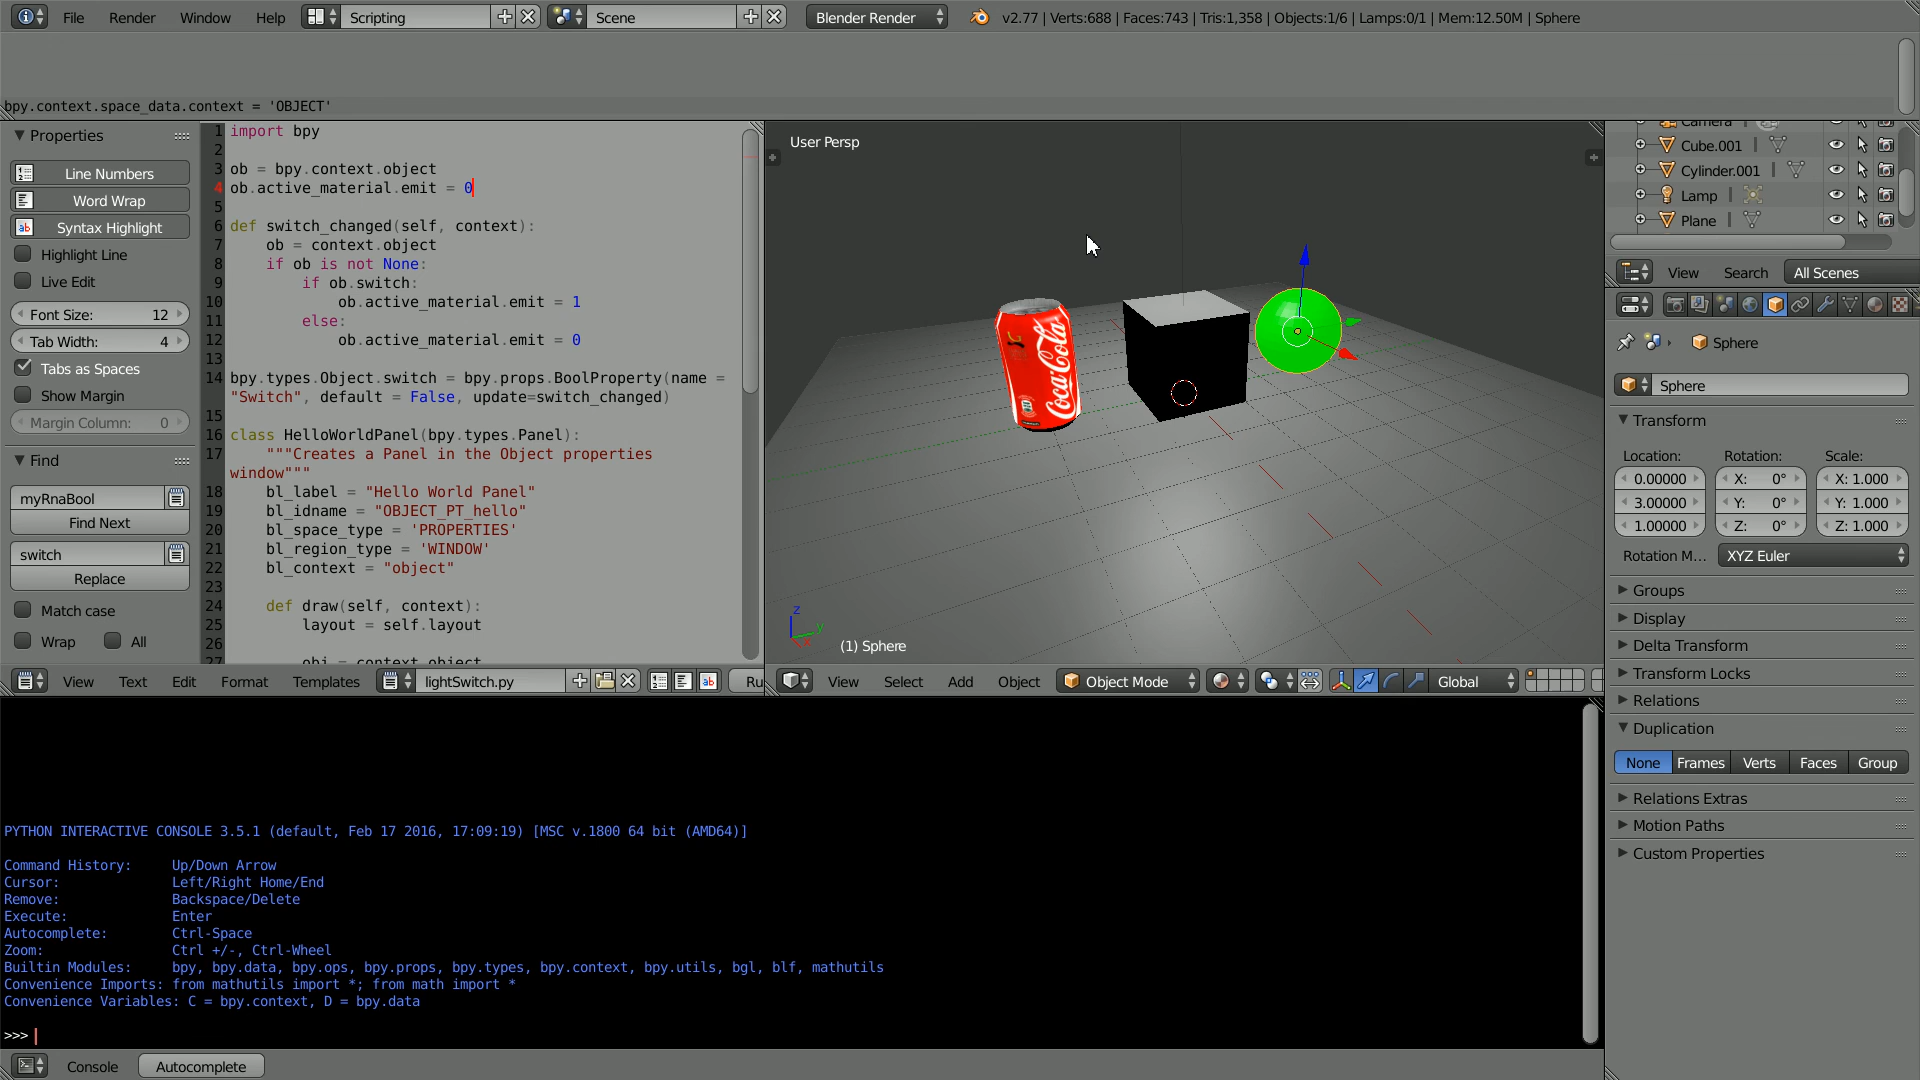 File Render Window Help Scripting Scene Blender Render v2.77 | Verts:688 | Faces:743 | Tris:1,358 | Objects:1/6 | Lamps:0/1 | Mem:12.50M | Sphere
bpy.context.space_data.context = 'OBJECT'
Properties
Line Numbers
Word Wrap
Syntax Highlight
Highlight Line
Live Edit
Font Size: 12
Tab Width: 4
Tabs as Spaces
Show Margin
Margin Column: 0
Find
myRnaBool
Find Next
switch
Replace
Match case
Wrap All
1 import bpy
2
3 ob = bpy.context.object
4 ob.active_material.emit = 0
5
6 def switch_changed(self, context):
7 ob = context.object
8 if ob is not None:
9 if ob.switch:
10 ob.active_material.emit = 1
11 else:
12 ob.active_material.emit = 0
13
14 bpy.types.Object.switch = bpy.props.BoolProperty(name =
"Switch", default = False, update=switch_changed)
15
16 class HelloWorldPanel(bpy.types.Panel):
17 """Creates a Panel in the Object properties
window"""
18 bl_label = "Hello World Panel"
19 bl_idname = "OBJECT_PT_hello"
20 bl_space_type = 'PROPERTIES'
21 bl_region_type = 'WINDOW'
22 bl_context = "object"
23
24 def draw(self, context):
25 layout = self.layout
26
27 obj = context.object
View Text Edit Format Templates lightSwitch.py Ru
User Persp
Coca-Cola
z
y
x
(1) Sphere
View Select Add Object Object Mode Global
Camera
Cube.001
Cylinder.001
Lamp
Plane
View Search All Scenes
Sphere
Sphere
Transform
Location: Rotation: Scale:
0.00000 X: 0° X: 1.000
3.00000 Y: 0° Y: 1.000
1.00000 Z: 0° Z: 1.000
Rotation M... XYZ Euler
Groups
Display
Delta Transform
Transform Locks
Relations
Duplication
None Frames Verts Faces Group
Relations Extras
Motion Paths
Custom Properties
PYTHON INTERACTIVE CONSOLE 3.5.1 (default, Feb 17 2016, 17:09:19) [MSC v.1800 64 bit (AMD64)]
Command History: Up/Down Arrow
Cursor: Left/Right Home/End
Remove: Backspace/Delete
Execute: Enter
Autocomplete: Ctrl-Space
Zoom: Ctrl +/-, Ctrl-Wheel
Builtin Modules: bpy, bpy.data, bpy.ops, bpy.props, bpy.types, bpy.context, bpy.utils, bgl, blf, mathutils
Convenience Imports: from mathutils import *; from math import *
Convenience Variables: C = bpy.context, D = bpy.data
>>>
Console Autocomplete